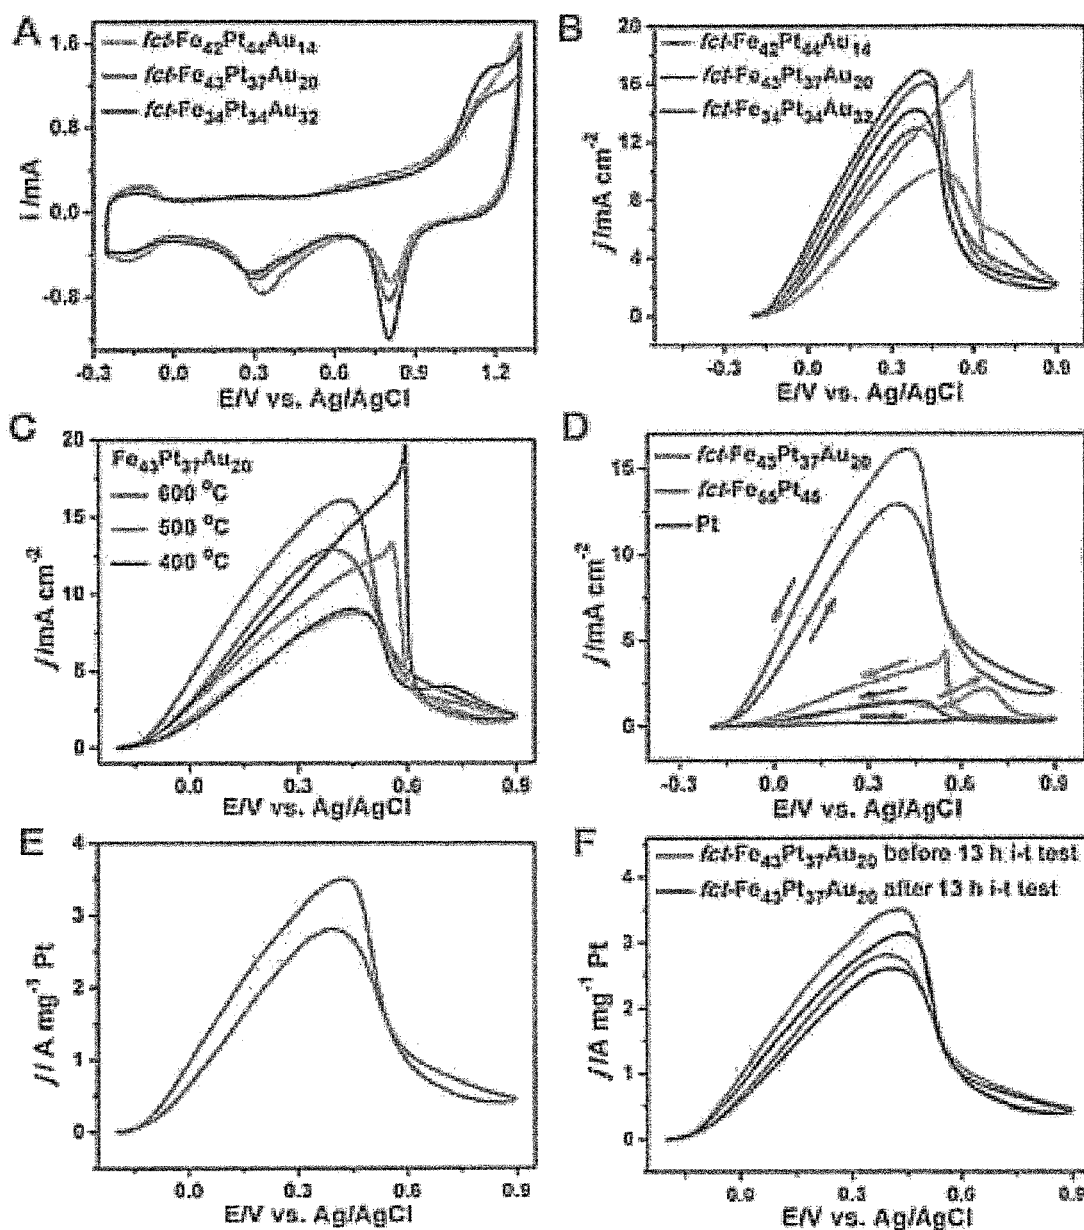 A
1.6
0.8
0.0
-0.8
I/mA
fct-Fe42Pt44Au14
fct-Fe43Pt37Au20
fct-Fe34Pt34Au32
-0.3 0.0 0.3 0.6 0.9 1.2
E/V vs. Ag/AgCl
B
20
16
12
8
4
0
j/mA cm-2
fct-Fe42Pt44Au14
fct-Fe43Pt37Au20
fct-Fe34Pt34Au32
0.0 0.3 0.6 0.9
E/V vs. Ag/AgCl
C
20
15
10
5
0
j/mA cm-2
Fe43Pt37Au20
600 oC
500 oC
400 oC
0.0 0.3 0.6 0.9
E/V vs. Ag/AgCl
D
15
10
5
0
j/mA cm-2
fct-Fe43Pt37Au20
fct-Fe55Pt45
Pt
-0.3 0.0 0.3 0.6 0.9
E/V vs. Ag/AgCl
E
4
3
2
1
0
j/A mg-1 Pt
0.0 0.3 0.6 0.9
E/V vs. Ag/AgCl
F
4
3
2
1
0
j/A mg-1 Pt
fct-Fe43Pt37Au20 before 13 h i-t test
fct-Fe43Pt37Au20 after 13 h i-t test
0.0 0.3 0.6 0.9
E/V vs. Ag/AgCl